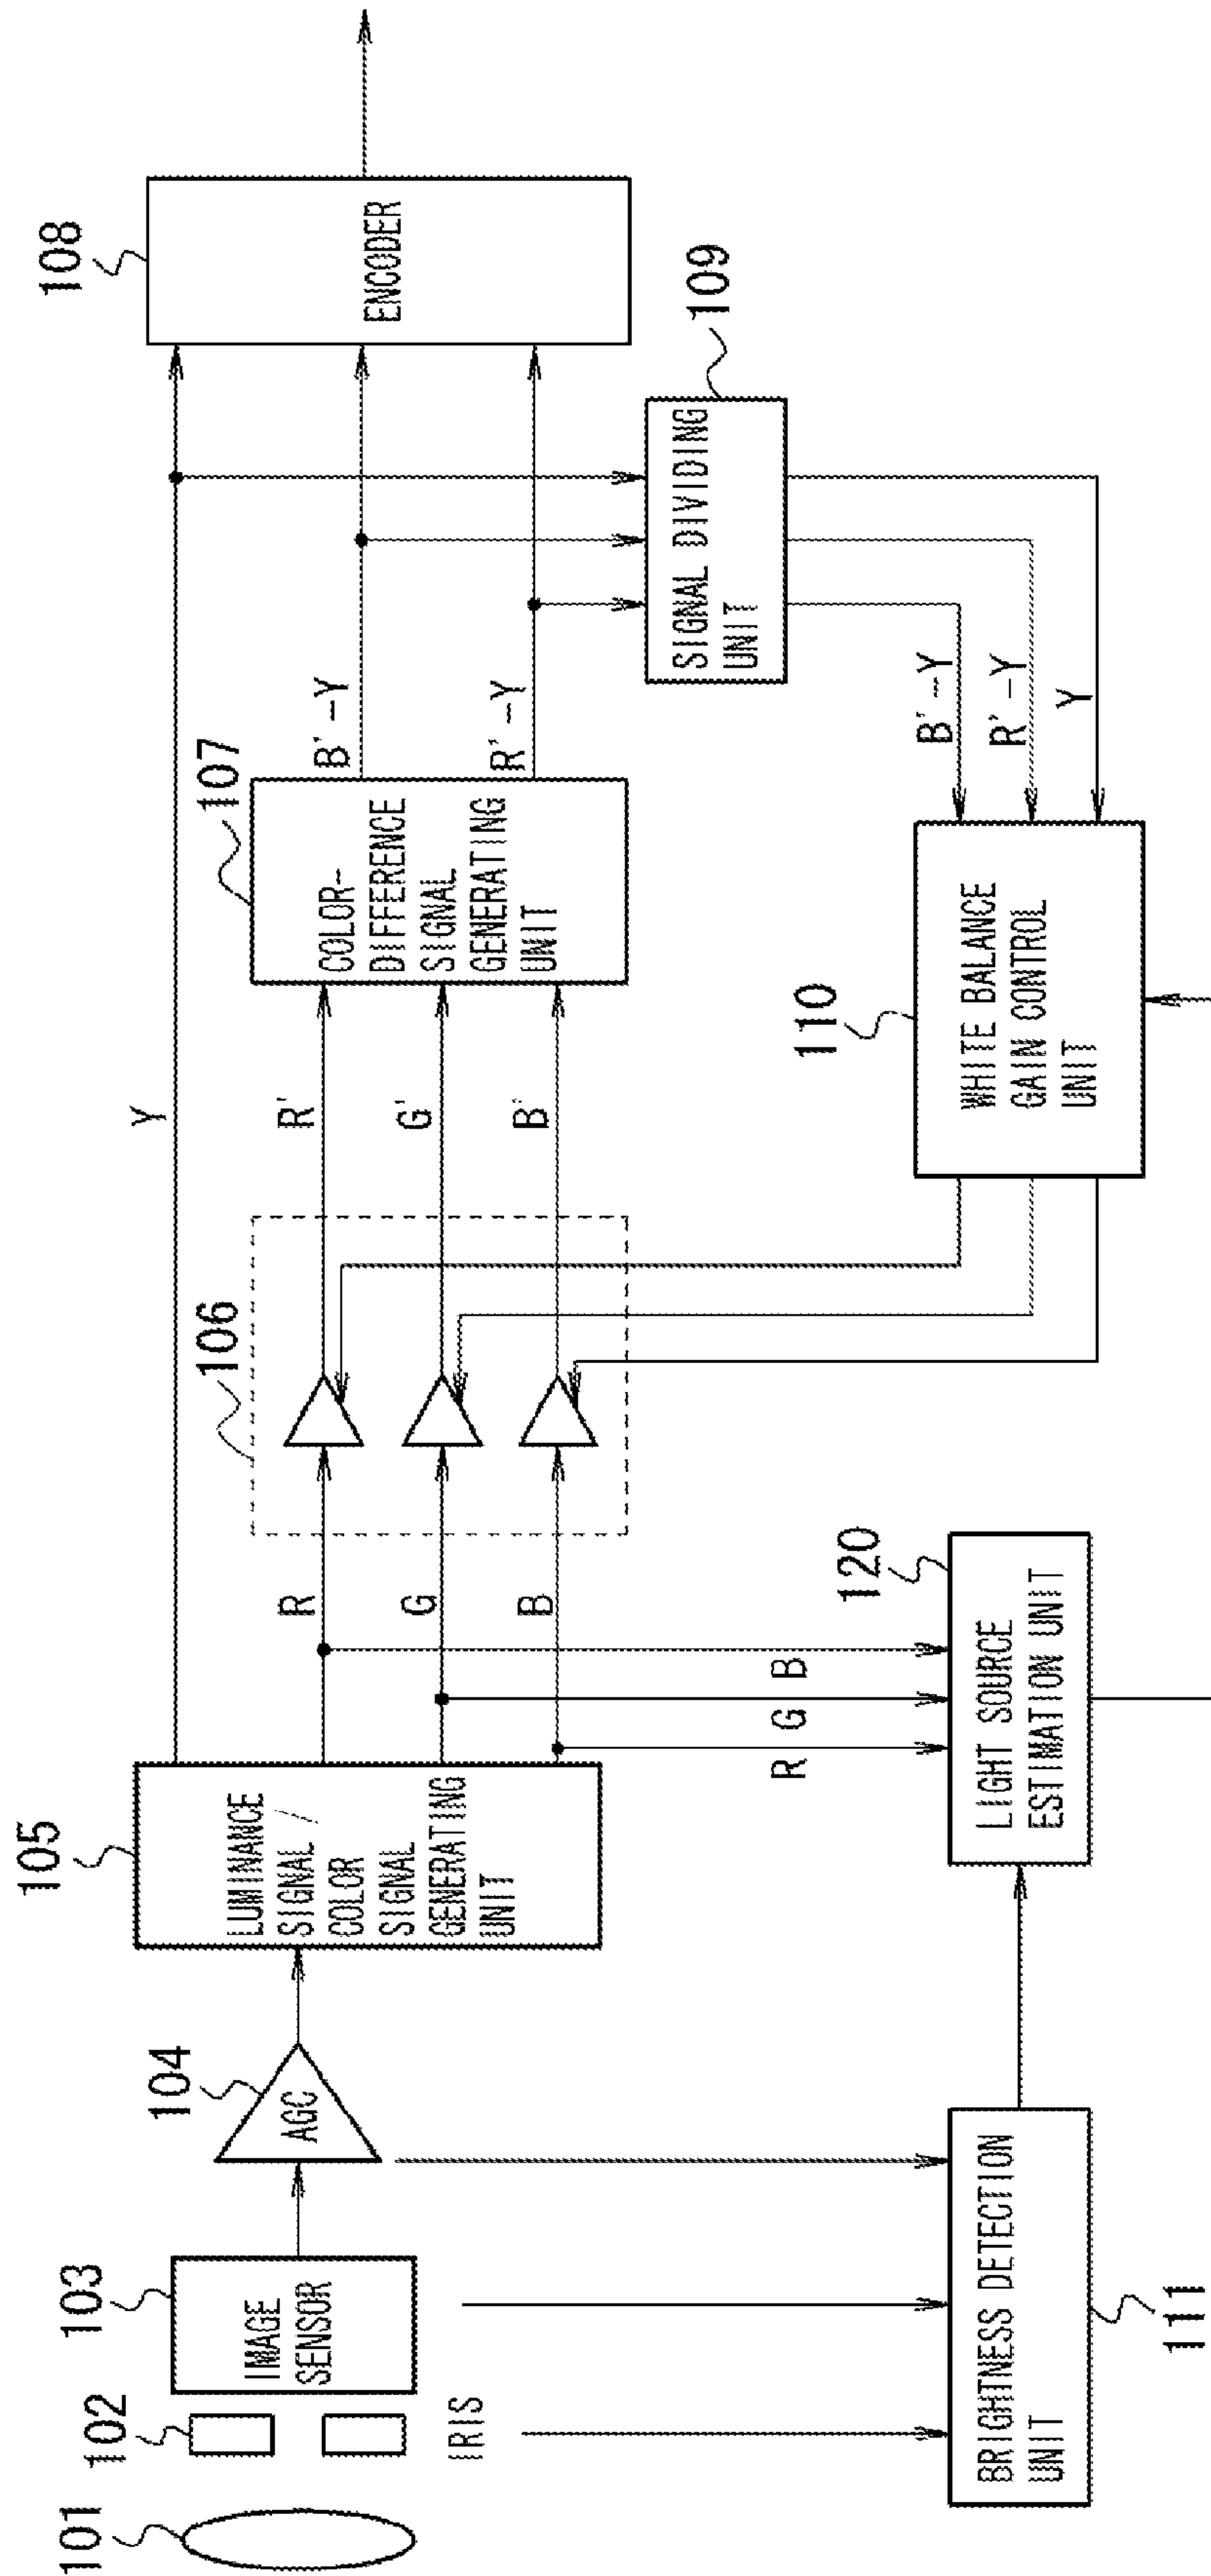 101
102
IRIS
103
IMAGE
SENSOR
104
AGC
105
LUMINANCE
SIGNAL /
COLOR
SIGNAL
GENERATING
UNIT
Y
R
G
B
106
R'
G'
B'
107
COLOR-
DIFFERENCE
SIGNAL
GENERATING
UNIT
B'-Y
R'-Y
108
ENCODER
109
SIGNAL DIVIDING
UNIT
B'-Y
R'-Y
Y
110
WHITE BALANCE
GAIN CONTROL
UNIT
R
G
B
120
LIGHT SOURCE
ESTIMATION UNIT
BRIGHTNESS DETECTION
UNIT
111